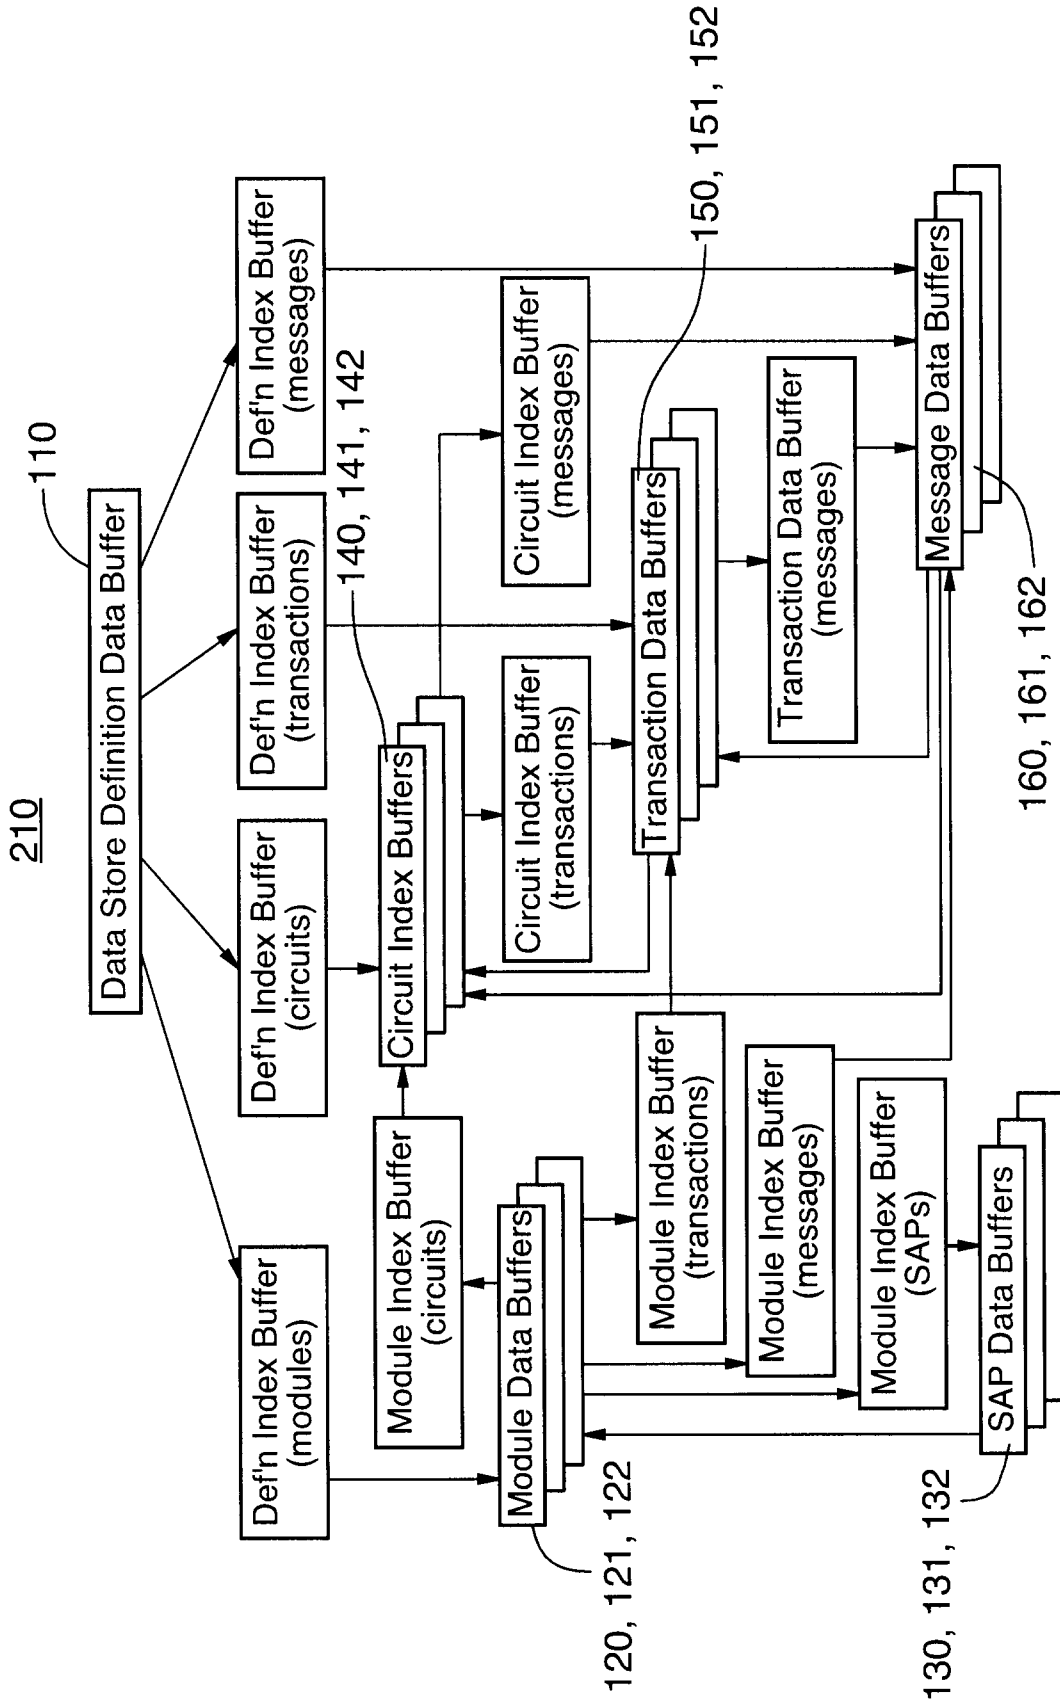 210
Data Store Definition Data Buffer
110
Def'n Index Buffer
(modules)
Def'n Index Buffer
(circuits)
Def'n Index Buffer
(transactions)
Def'n Index Buffer
(messages)
140, 141, 142
Module Index Buffer
(circuits)
Circuit Index Buffers
Module Data Buffers
120, 121, 122
Circuit Index Buffer
(transactions)
Circuit Index Buffer
(messages)
150, 151, 152
Module Index Buffer
(transactions)
Transaction Data Buffers
Module Index Buffer
(messages)
Transaction Data Buffer
(messages)
Module Index Buffer
(SAPs)
130, 131, 132
SAP Data Buffers
Message Data Buffers
160, 161, 162